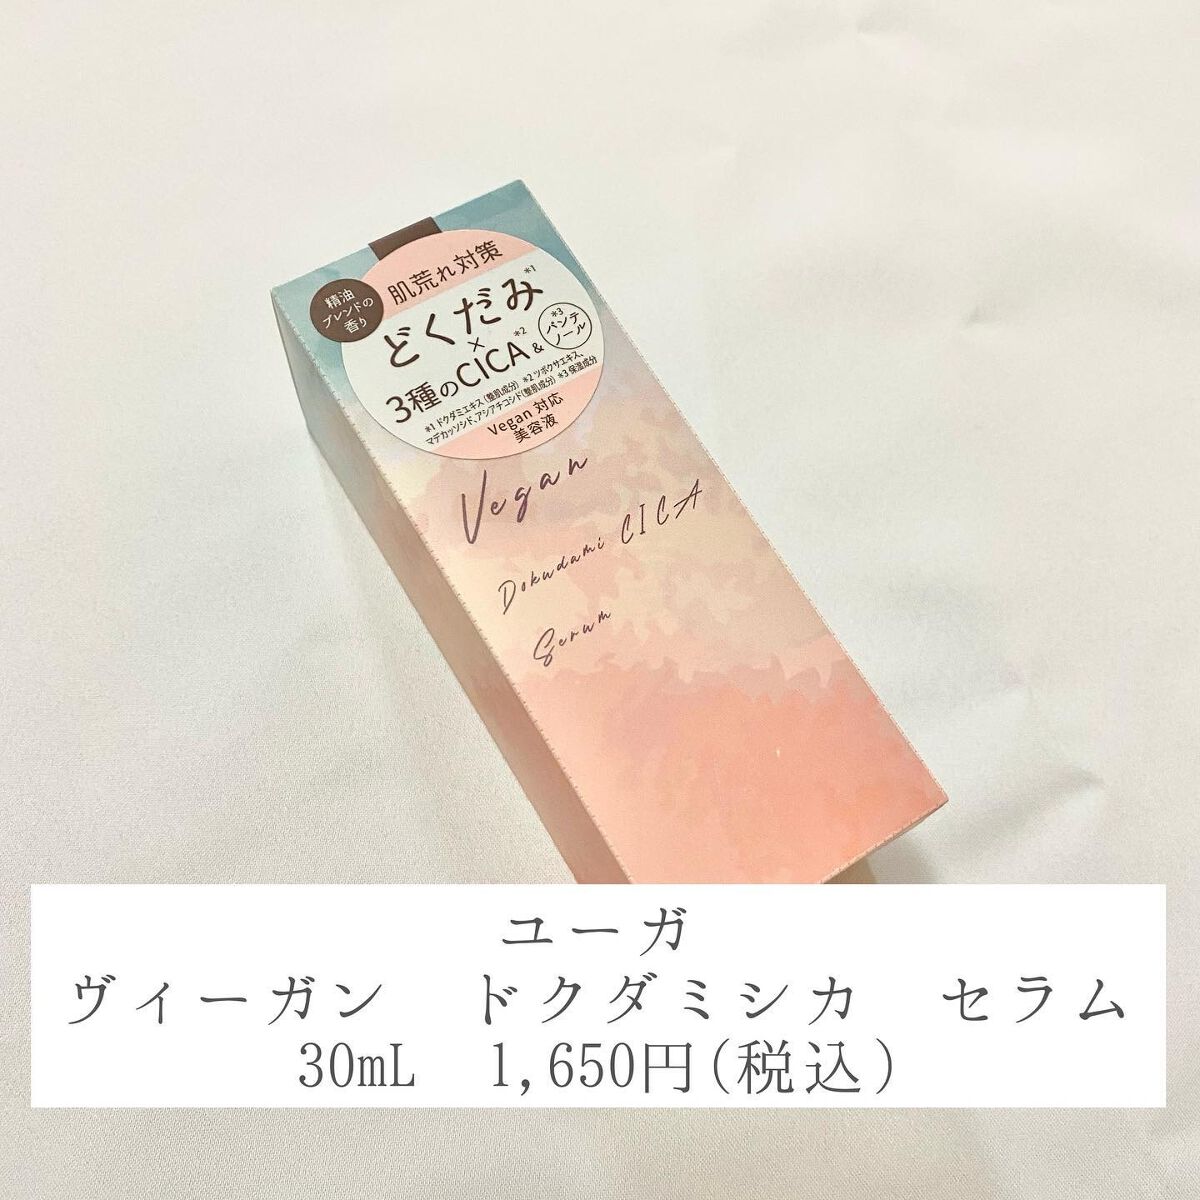 精油
ブレンドの
香り
肌荒れ対策
どくだみ*1
×
3種のCICA*2 & *3パンテノール
*1 ドクダミエキス(整肌成分) *2 ツボクサエキス、
マデカッソシド、アシアチコシド(整肌成分) *3 保湿成分
Vegan 対応
美容液
Vegan
Dokudami CICA
Serum
ユーガ
ヴィーガン ドクダミシカ セラム
30mL 1,650円(税込)